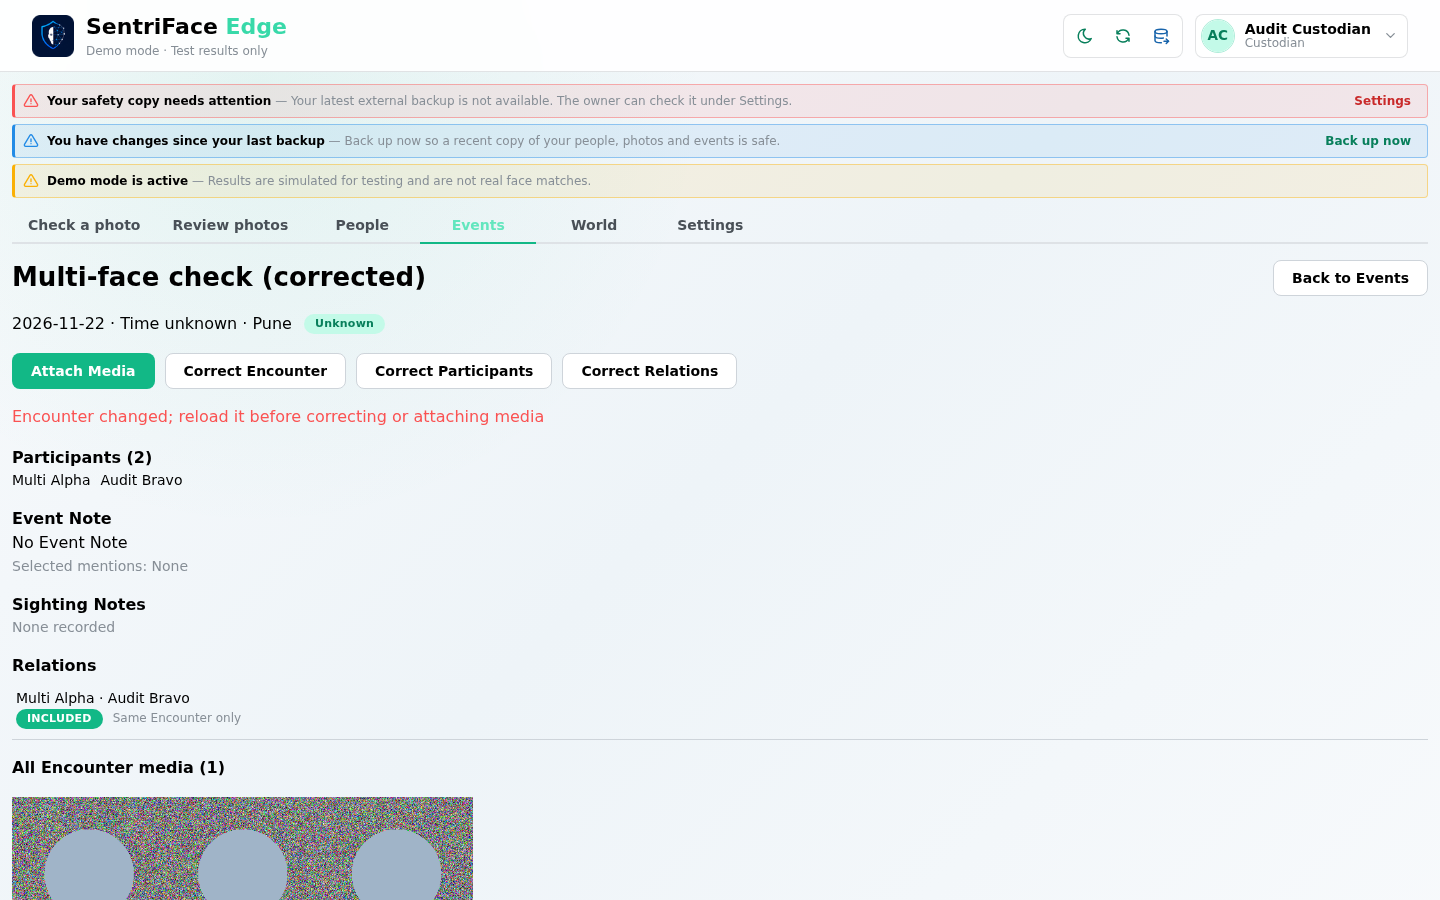 SentriFace Edge
Demo mode · Test results only
AC
Audit Custodian
Custodian
Your safety copy needs attention — Your latest external backup is not available. The owner can check it under Settings.
Settings
You have changes since your last backup — Back up now so a recent copy of your people, photos and events is safe.
Back up now
Demo mode is active — Results are simulated for testing and are not real face matches.
Check a photo
Review photos
People
Events
World
Settings
Multi-face check (corrected)
Back to Events
2026-11-22 · Time unknown · Pune
Unknown
Attach Media
Correct Encounter
Correct Participants
Correct Relations
Encounter changed; reload it before correcting or attaching media
Participants (2)
Multi Alpha Audit Bravo
Event Note
No Event Note
Selected mentions: None
Sighting Notes
None recorded
Relations
Multi Alpha · Audit Bravo
INCLUDED Same Encounter only
All Encounter media (1)